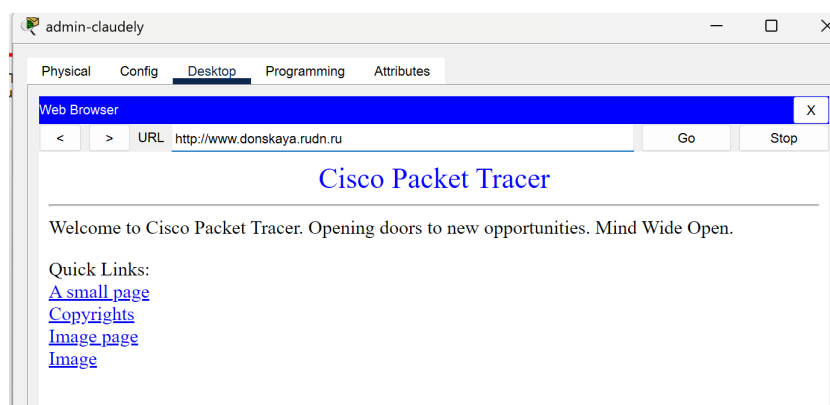 admin-claudely
Physical Config Desktop Programming Attributes
Web Browser X
< > URL http://www.donskaya.rudn.ru Go Stop
Cisco Packet Tracer
Welcome to Cisco Packet Tracer. Opening doors to new opportunities. Mind Wide Open.
Quick Links:
A small page
Copyrights
Image page
Image